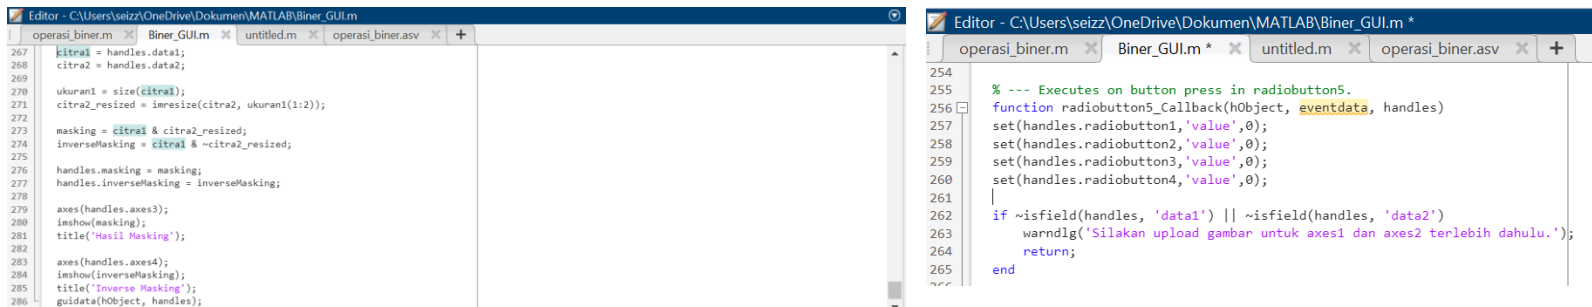 Editor - C:\Users\seizz\OneDrive\Dokumen\MATLAB\Biner_GUI.m
operasi_biner.m Biner_GUI.m untitled.m operasi_biner.asv +
267 citra1 = handles.data1;
268 citra2 = handles.data2;
269
270 ukuran1 = size(citra1);
271 citra2_resized = imresize(citra2, ukuran1(1:2));
272
273 masking = citra1 & citra2_resized;
274 inverseMasking = citra1 & ~citra2_resized;
275
276 handles.masking = masking;
277 handles.inverseMasking = inverseMasking;
278
279 axes(handles.axes3);
280 imshow(masking);
281 title('Hasil Masking');
282
283 axes(handles.axes4);
284 imshow(inverseMasking);
285 title('Inverse Masking');
286 guidata(hObject, handles);
Editor - C:\Users\seizz\OneDrive\Dokumen\MATLAB\Biner_GUI.m *
operasi_biner.m Biner_GUI.m * untitled.m operasi_biner.asv +
254
255 % --- Executes on button press in radiobutton5.
256 function radiobutton5_Callback(hObject, eventdata, handles)
257 set(handles.radiobutton1,'value',0);
258 set(handles.radiobutton2,'value',0);
259 set(handles.radiobutton3,'value',0);
260 set(handles.radiobutton4,'value',0);
261
262 if ~isfield(handles, 'data1') || ~isfield(handles, 'data2')
263 warndlg('Silakan upload gambar untuk axes1 dan axes2 terlebih dahulu.');
264 return;
265 end